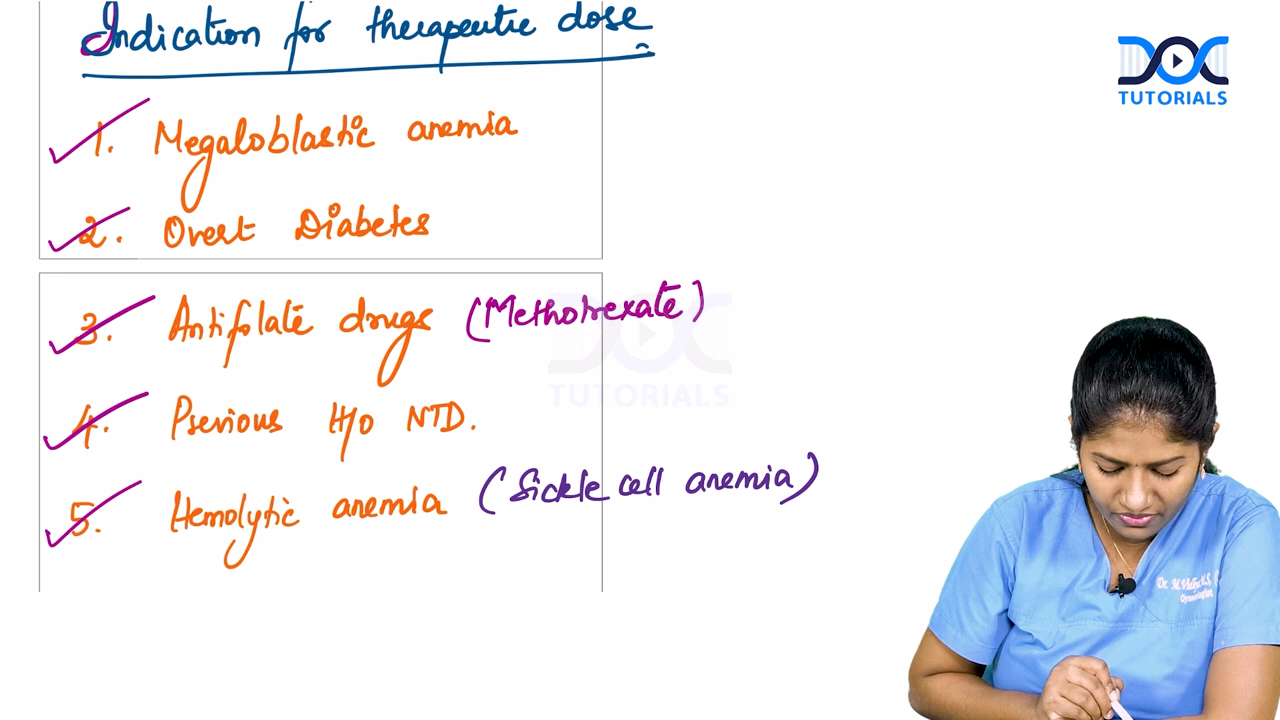 Indication for therapeutic dose
1. Megaloblastic anemia
2. Overt Diabetes
3. Antifolate drugs (Methotrexate)
4. Previous H/o NTD.
5. Hemolytic anemia (Sickle cell anemia)
TUTORIALS
TUTORIALS